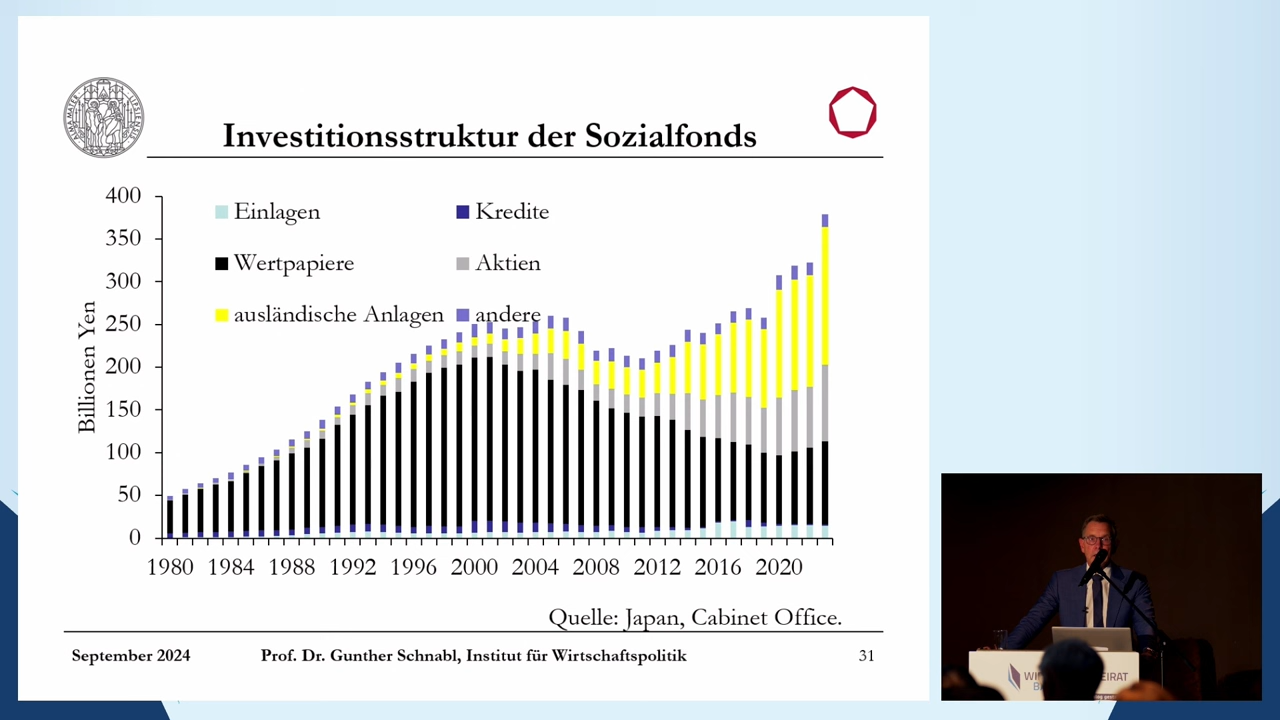 Investitionsstruktur der Sozialfonds
400
350
300
250
200
150
100
50
0
Billionen Yen
Einlagen
Kredite
Wertpapiere
Aktien
ausländische Anlagen
andere
1980 1984 1988 1992 1996 2000 2004 2008 2012 2016 2020
Quelle: Japan, Cabinet Office.
September 2024
Prof. Dr. Gunther Schnabl, Institut für Wirtschaftspolitik
31